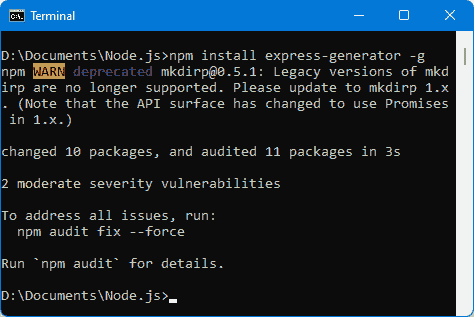 Terminal
D:\Documents\Node.js>npm install express-generator -g
npm WARN deprecated mkdirp@0.5.1: Legacy versions of mkd
irp are no longer supported. Please update to mkdirp 1.x
. (Note that the API surface has changed to use Promises
 in 1.x.)
changed 10 packages, and audited 11 packages in 3s
2 moderate severity vulnerabilities
To address all issues, run:
  npm audit fix --force
Run `npm audit` for details.
D:\Documents\Node.js>